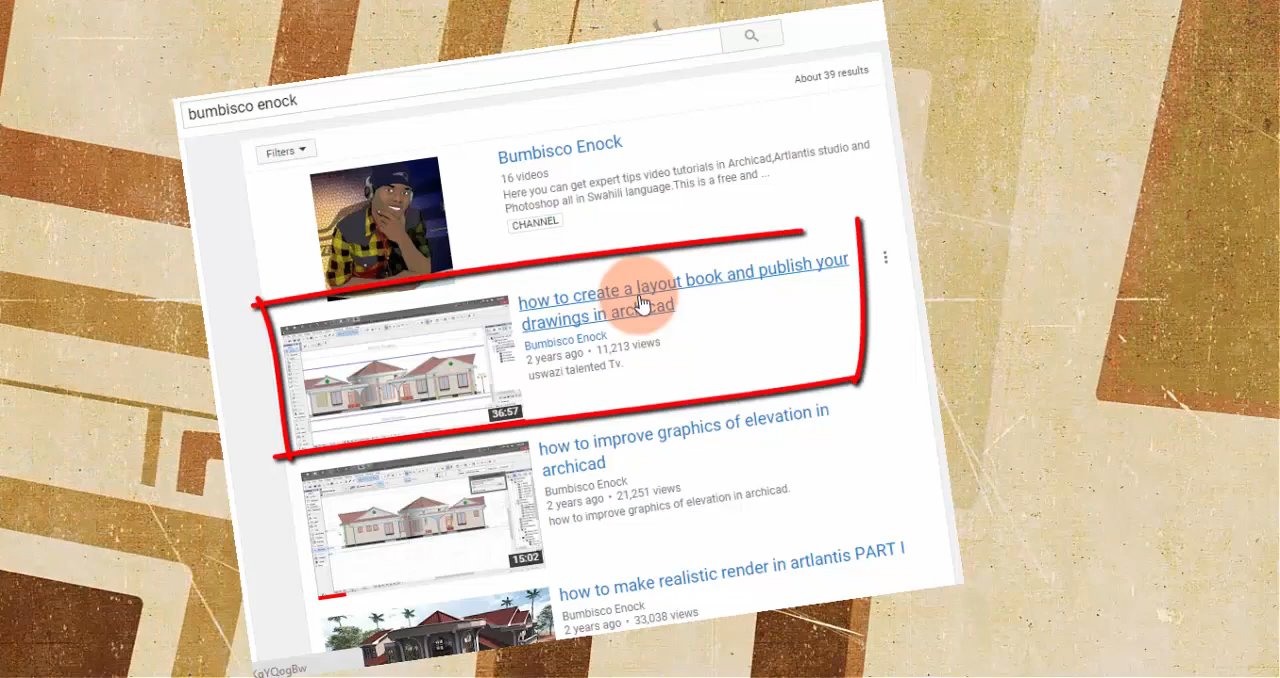 bumbisco enock
About 39 results
Filters
Bumbisco Enock
16 videos
Here you can get expert tips video tutorials in Archicad,Artlantis studio and
Photoshop all in Swahili language.This is a free and ...
CHANNEL
how to create a layout book and publish your
drawings in archicad
Bumbisco Enock
2 years ago • 11,213 views
uswazi talented Tv.
36:57
how to improve graphics of elevation in
archicad
Bumbisco Enock
2 years ago • 21,251 views
how to improve graphics of elevation in archicad.
15:02
how to make realistic render in artlantis PART I
Bumbisco Enock
2 years ago • 33,038 views